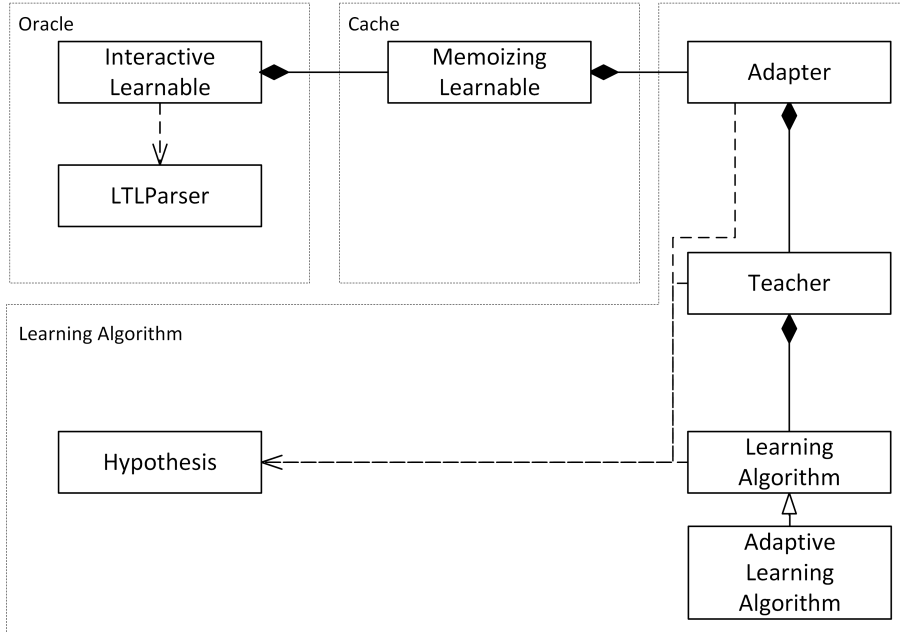 Oracle
Interactive
Learnable
LTLParser
Cache
Memoizing
Learnable
Adapter
Teacher
Learning Algorithm
Hypothesis
Learning
Algorithm
Adaptive
Learning
Algorithm